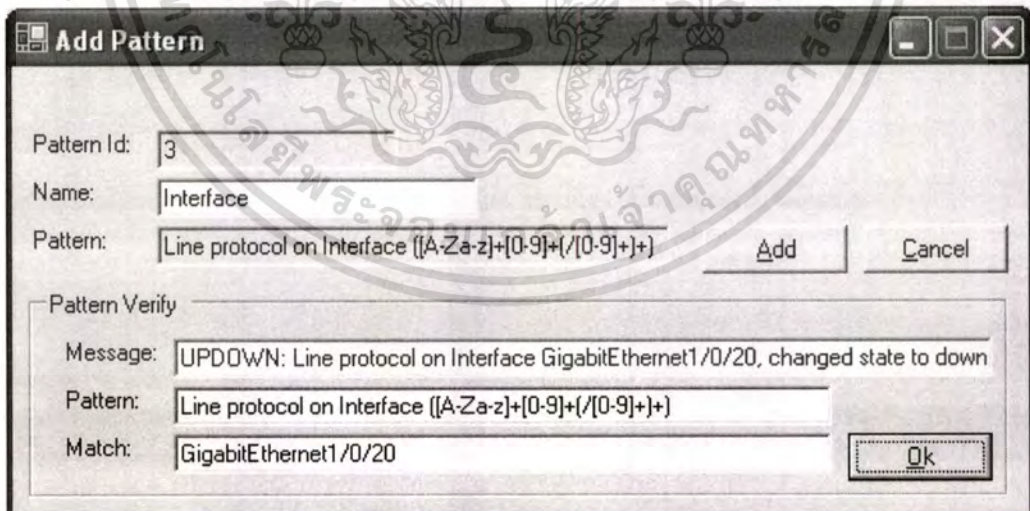 Add Pattern
Pattern Id: 3
Name: Interface
Pattern: Line protocol on Interface ([A-Za-z]+[0-9]+(/[0-9]+)+) Add Cancel
Pattern Verify
Message: UPDOWN: Line protocol on Interface GigabitEthernet1/0/20, changed state to down
Pattern: Line protocol on Interface ([A-Za-z]+[0-9]+(/[0-9]+)+)
Match: GigabitEthernet1/0/20 Ok